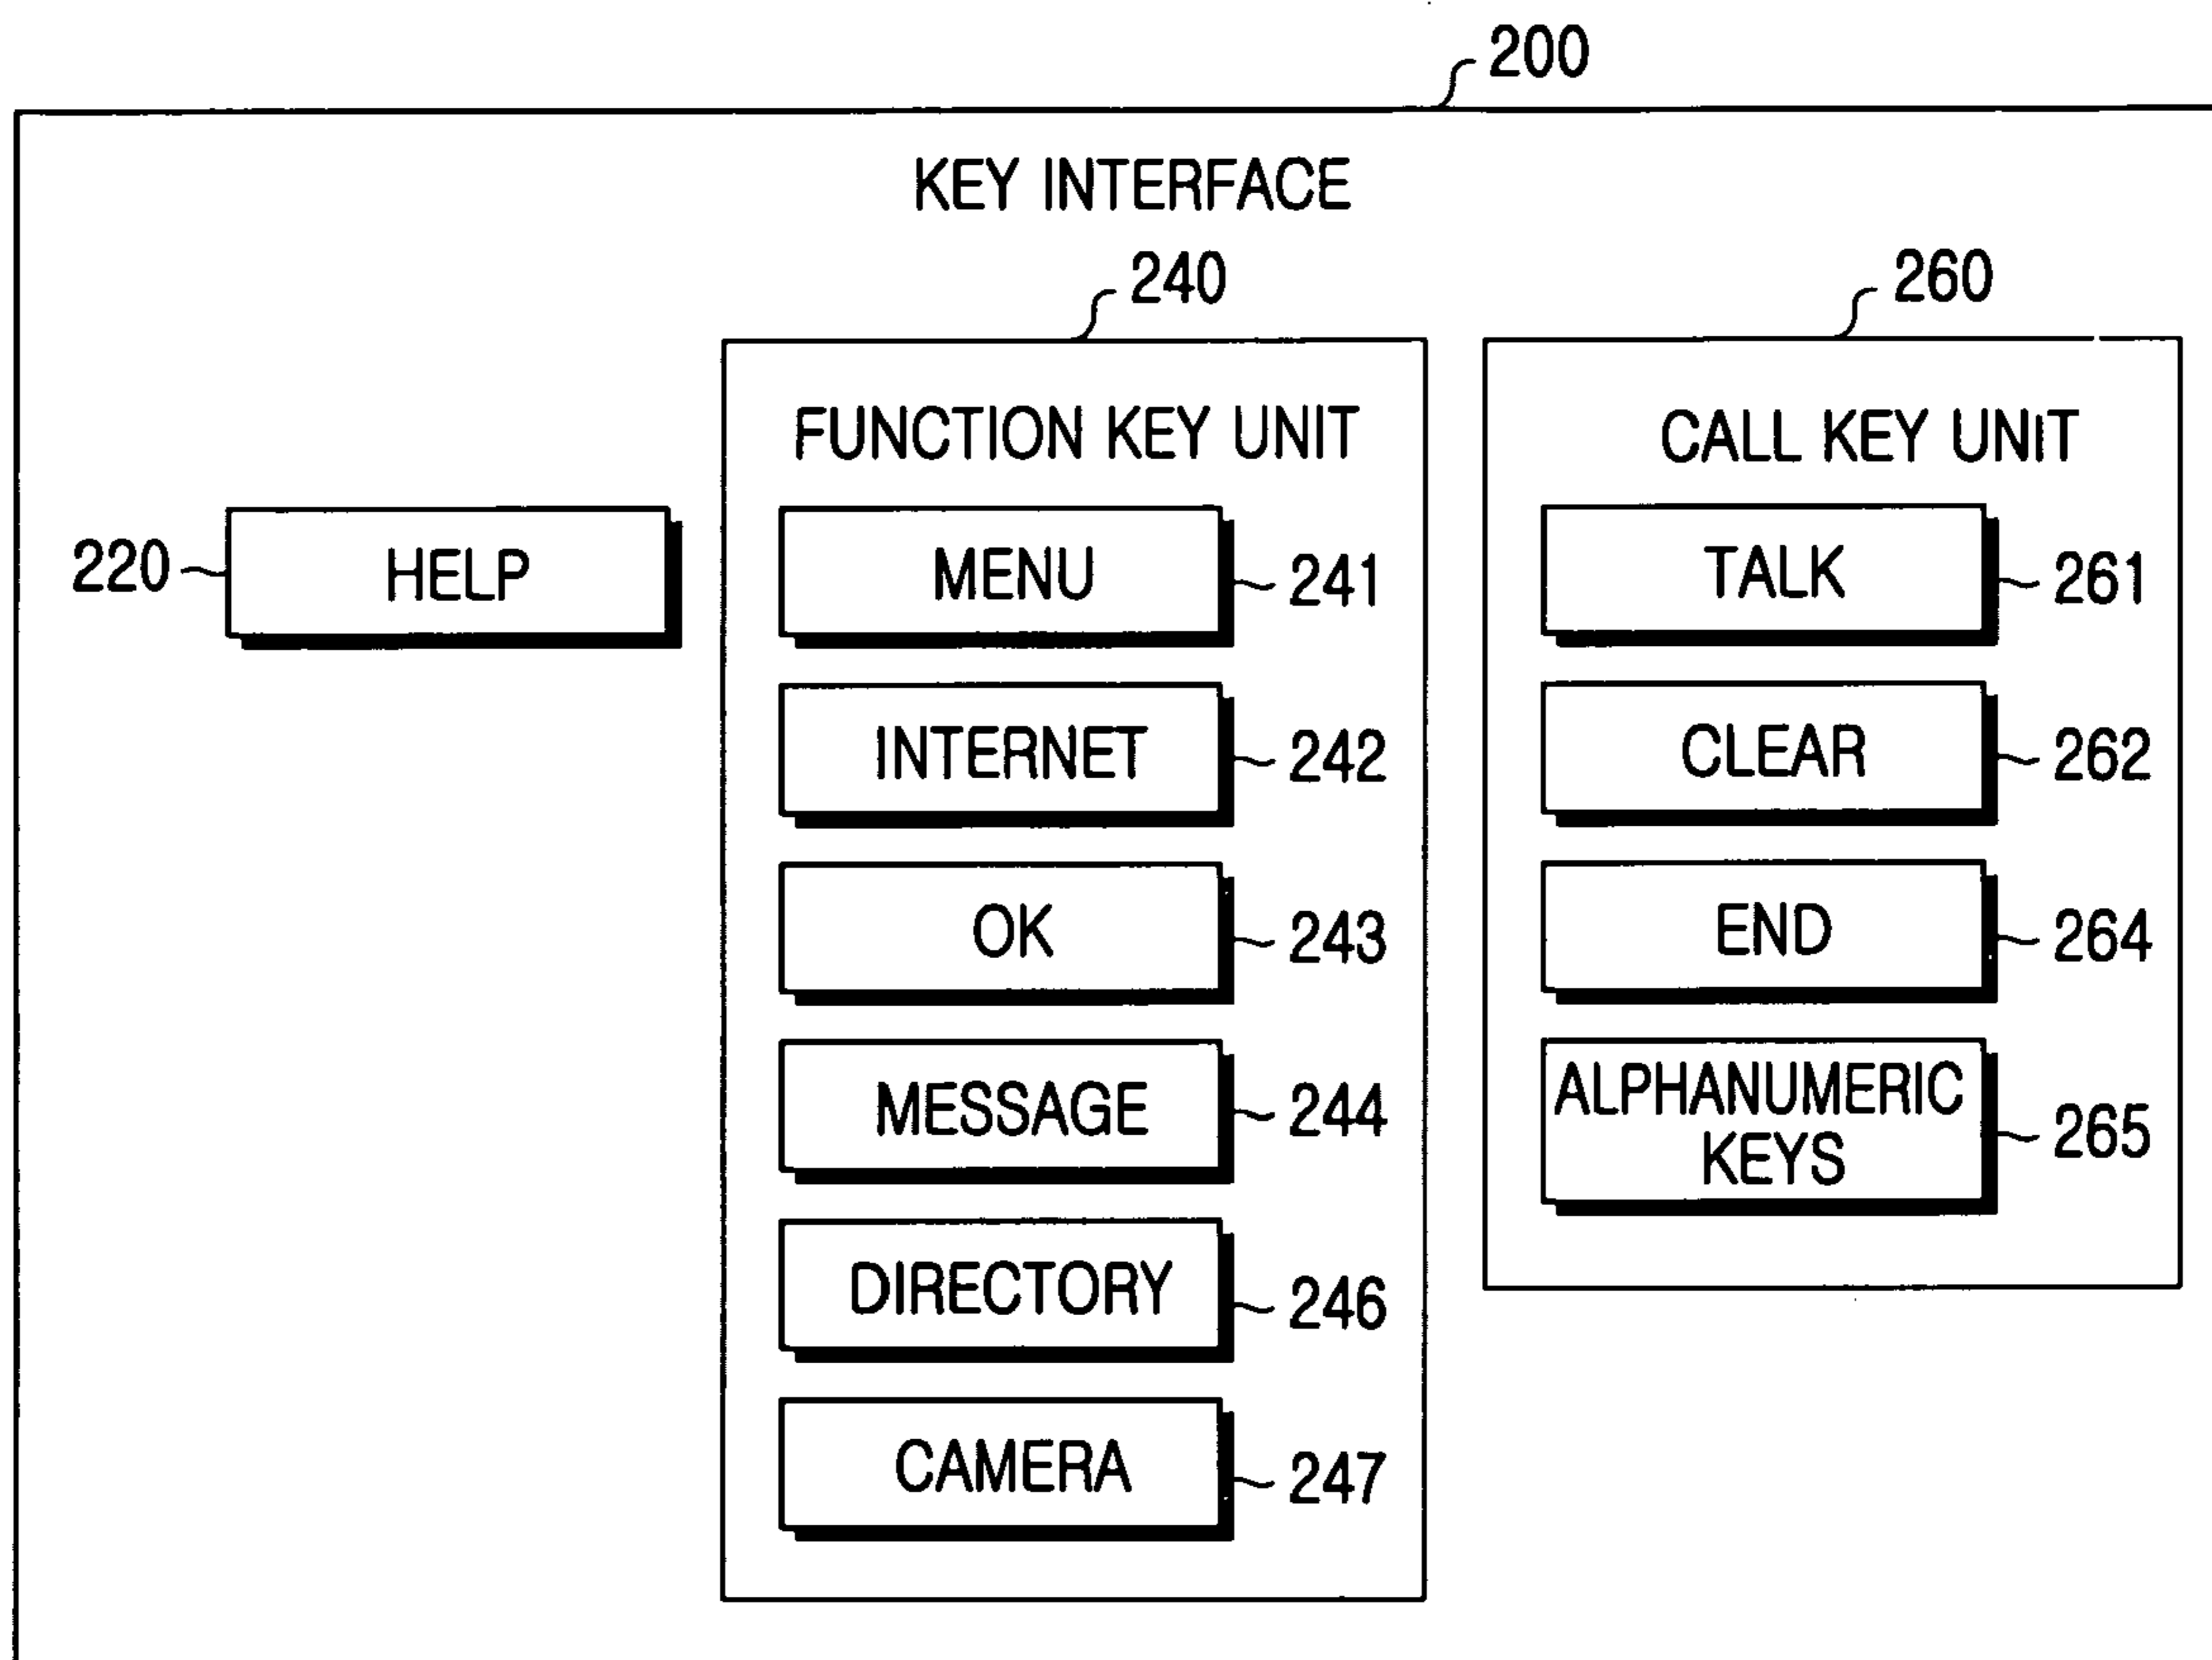 200
KEY INTERFACE
240
260
FUNCTION KEY UNIT
CALL KEY UNIT
220
HELP
MENU
241
TALK
261
INTERNET
242
CLEAR
262
OK
243
END
264
MESSAGE
244
ALPHANUMERIC
KEYS
265
DIRECTORY
246
CAMERA
247